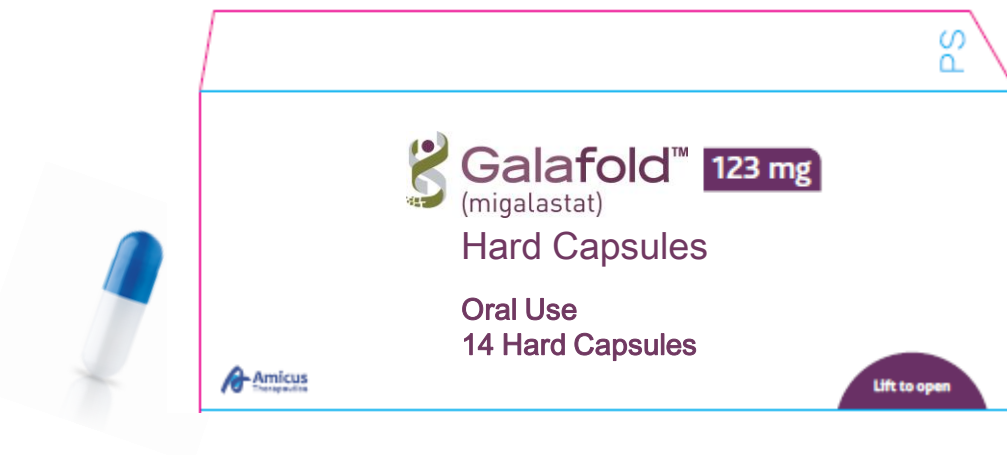 PS
Galafold™ 123 mg
(migalastat)
Hard Capsules
Oral Use
14 Hard Capsules
Amicus
Therapeutics
Lift to open